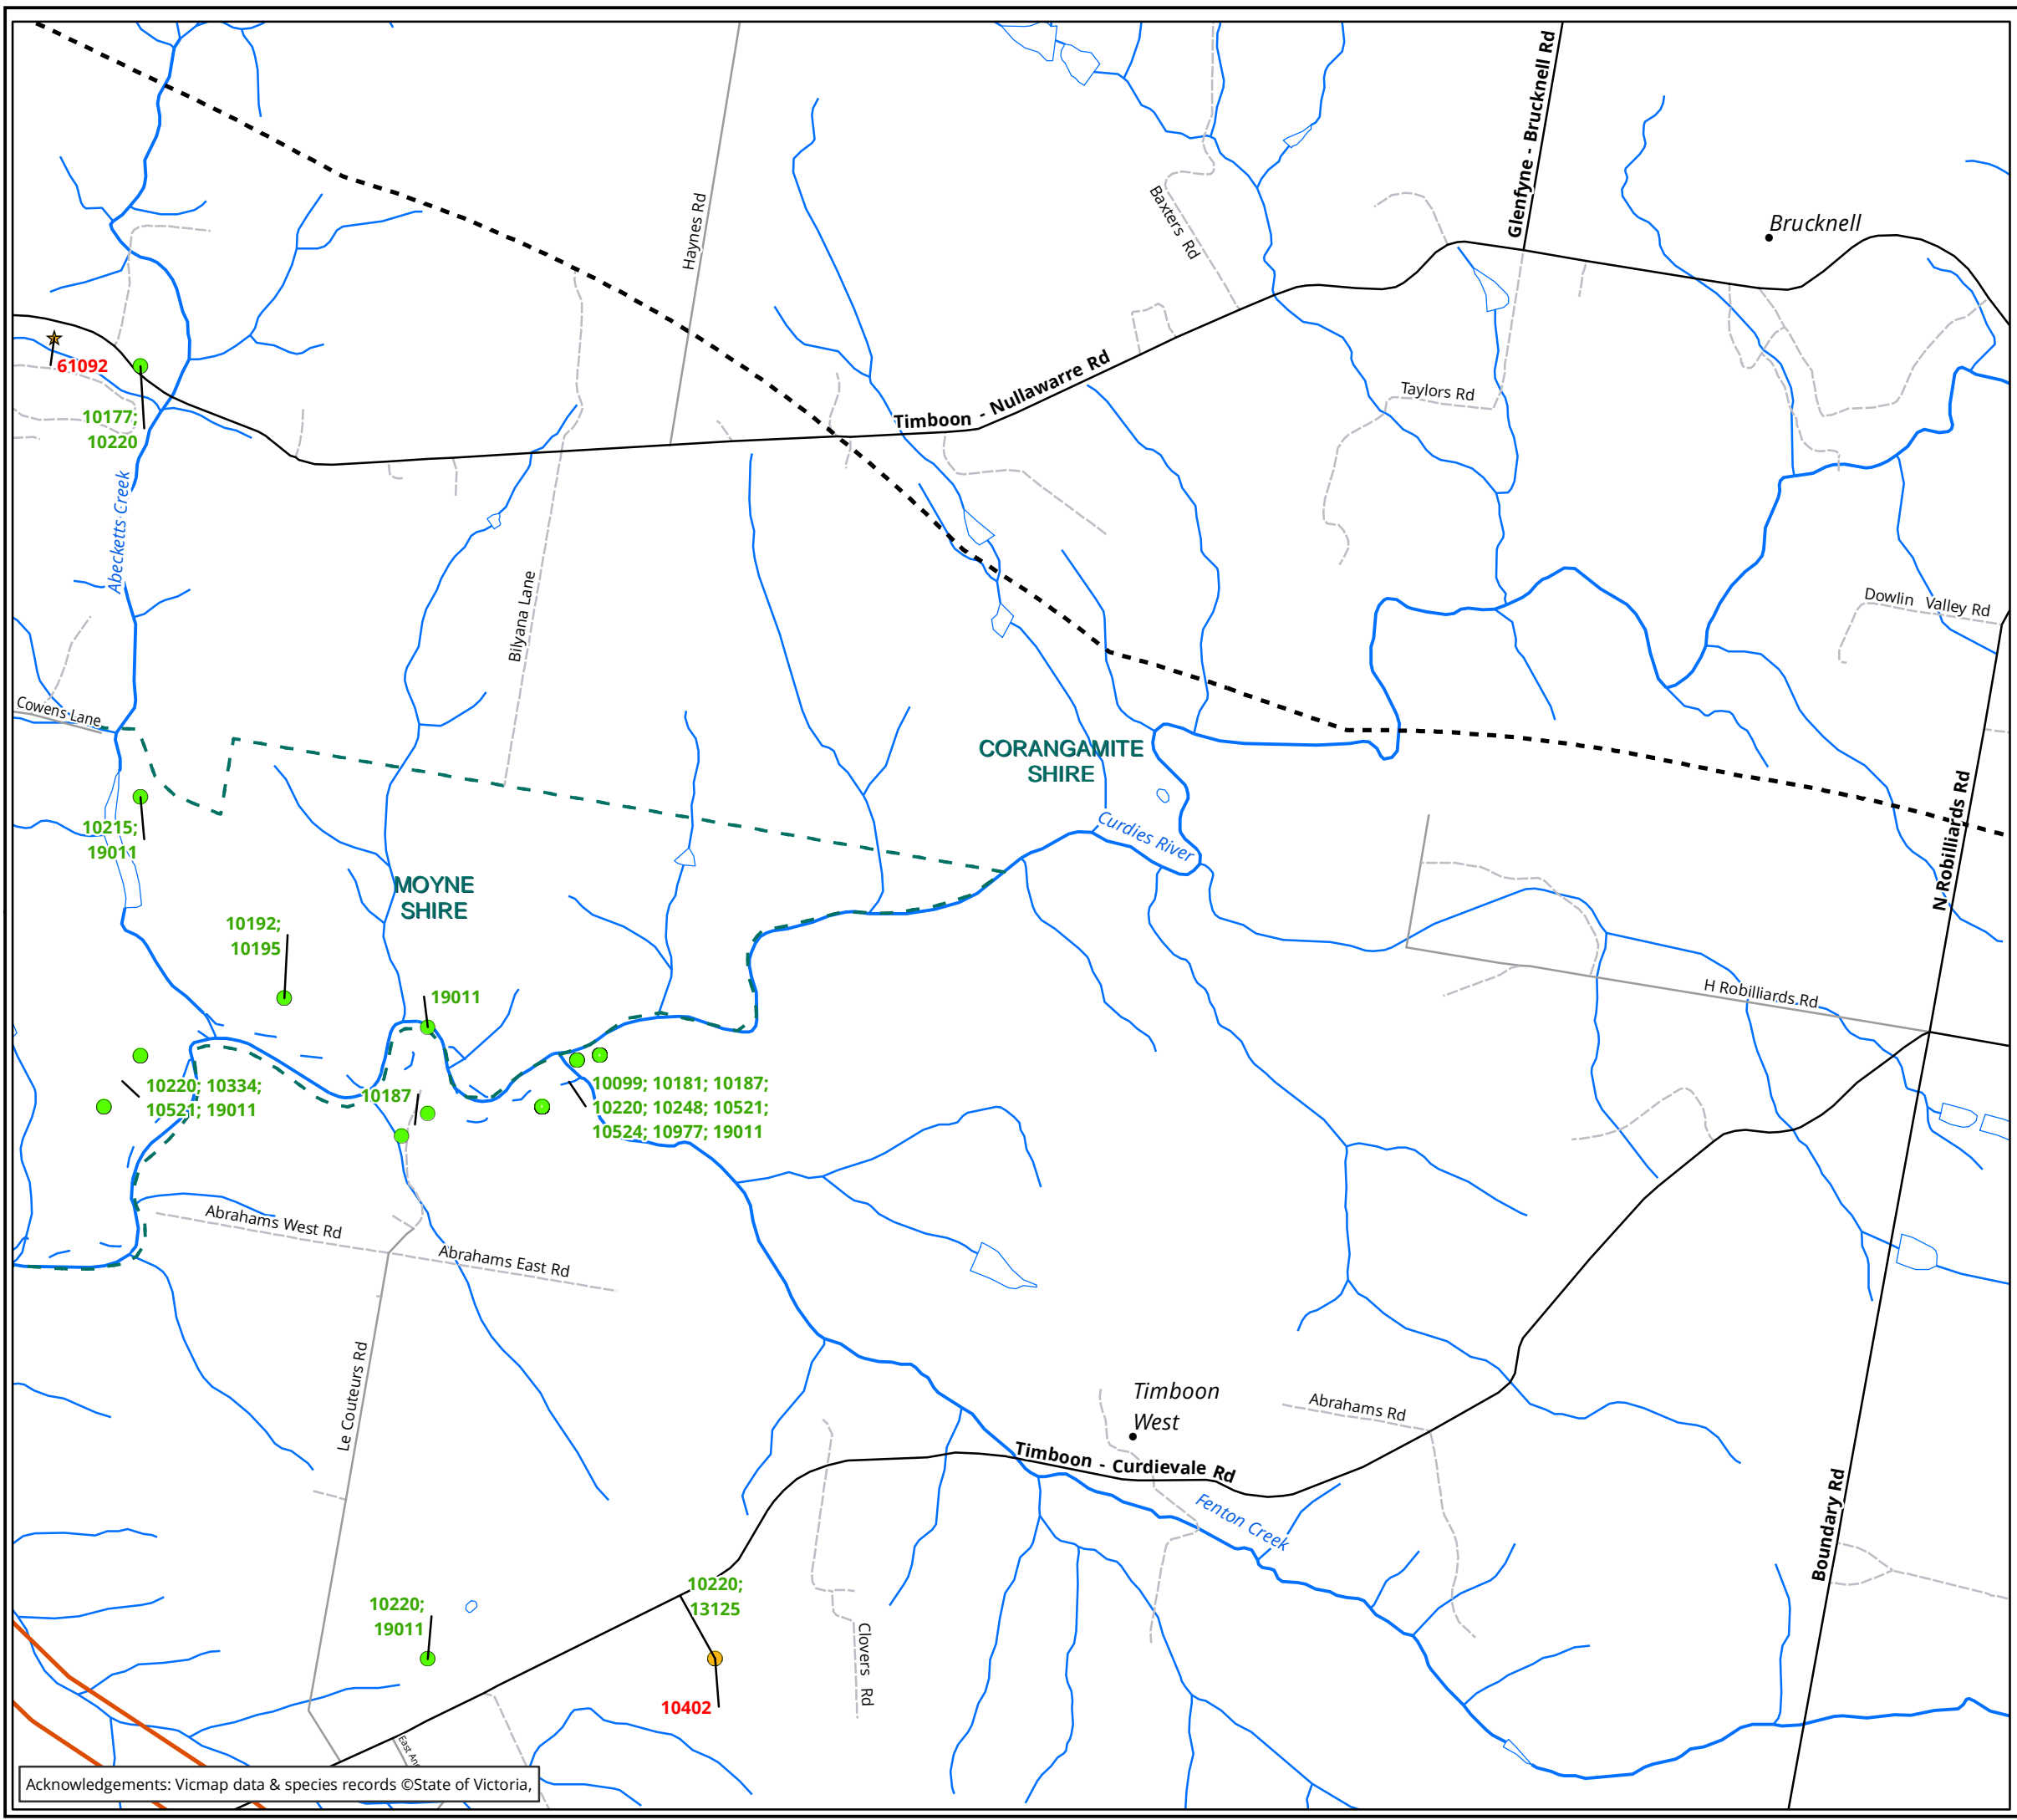 Glenfyne - Brucknell Rd
Brucknell
Haynes Rd
Baxters Rd
61092
10177;
10220
Timboon - Nullawarre Rd
Taylors Rd
Abecketts Creek
Bilyana Lane
Dowlin Valley Rd
Cowens Lane
CORANGAMITE
SHIRE
Curdies River
N Robilliards Rd
10215;
19011
MOYNE
SHIRE
10192;
10195
19011
H Robilliards Rd
10220; 10334;
10521; 19011
10187
10099; 10181; 10187;
10220; 10248; 10521;
10524; 10977; 19011
Abrahams West Rd
Abrahams East Rd
Le Couteurs Rd
Timboon
West
Abrahams Rd
Timboon - Curdievale Rd
Fenton Creek
Boundary Rd
10220;
13125
10220;
19011
Clovers Rd
10402
East
Acknowledgements: Vicmap data & species records ©State of Victoria,